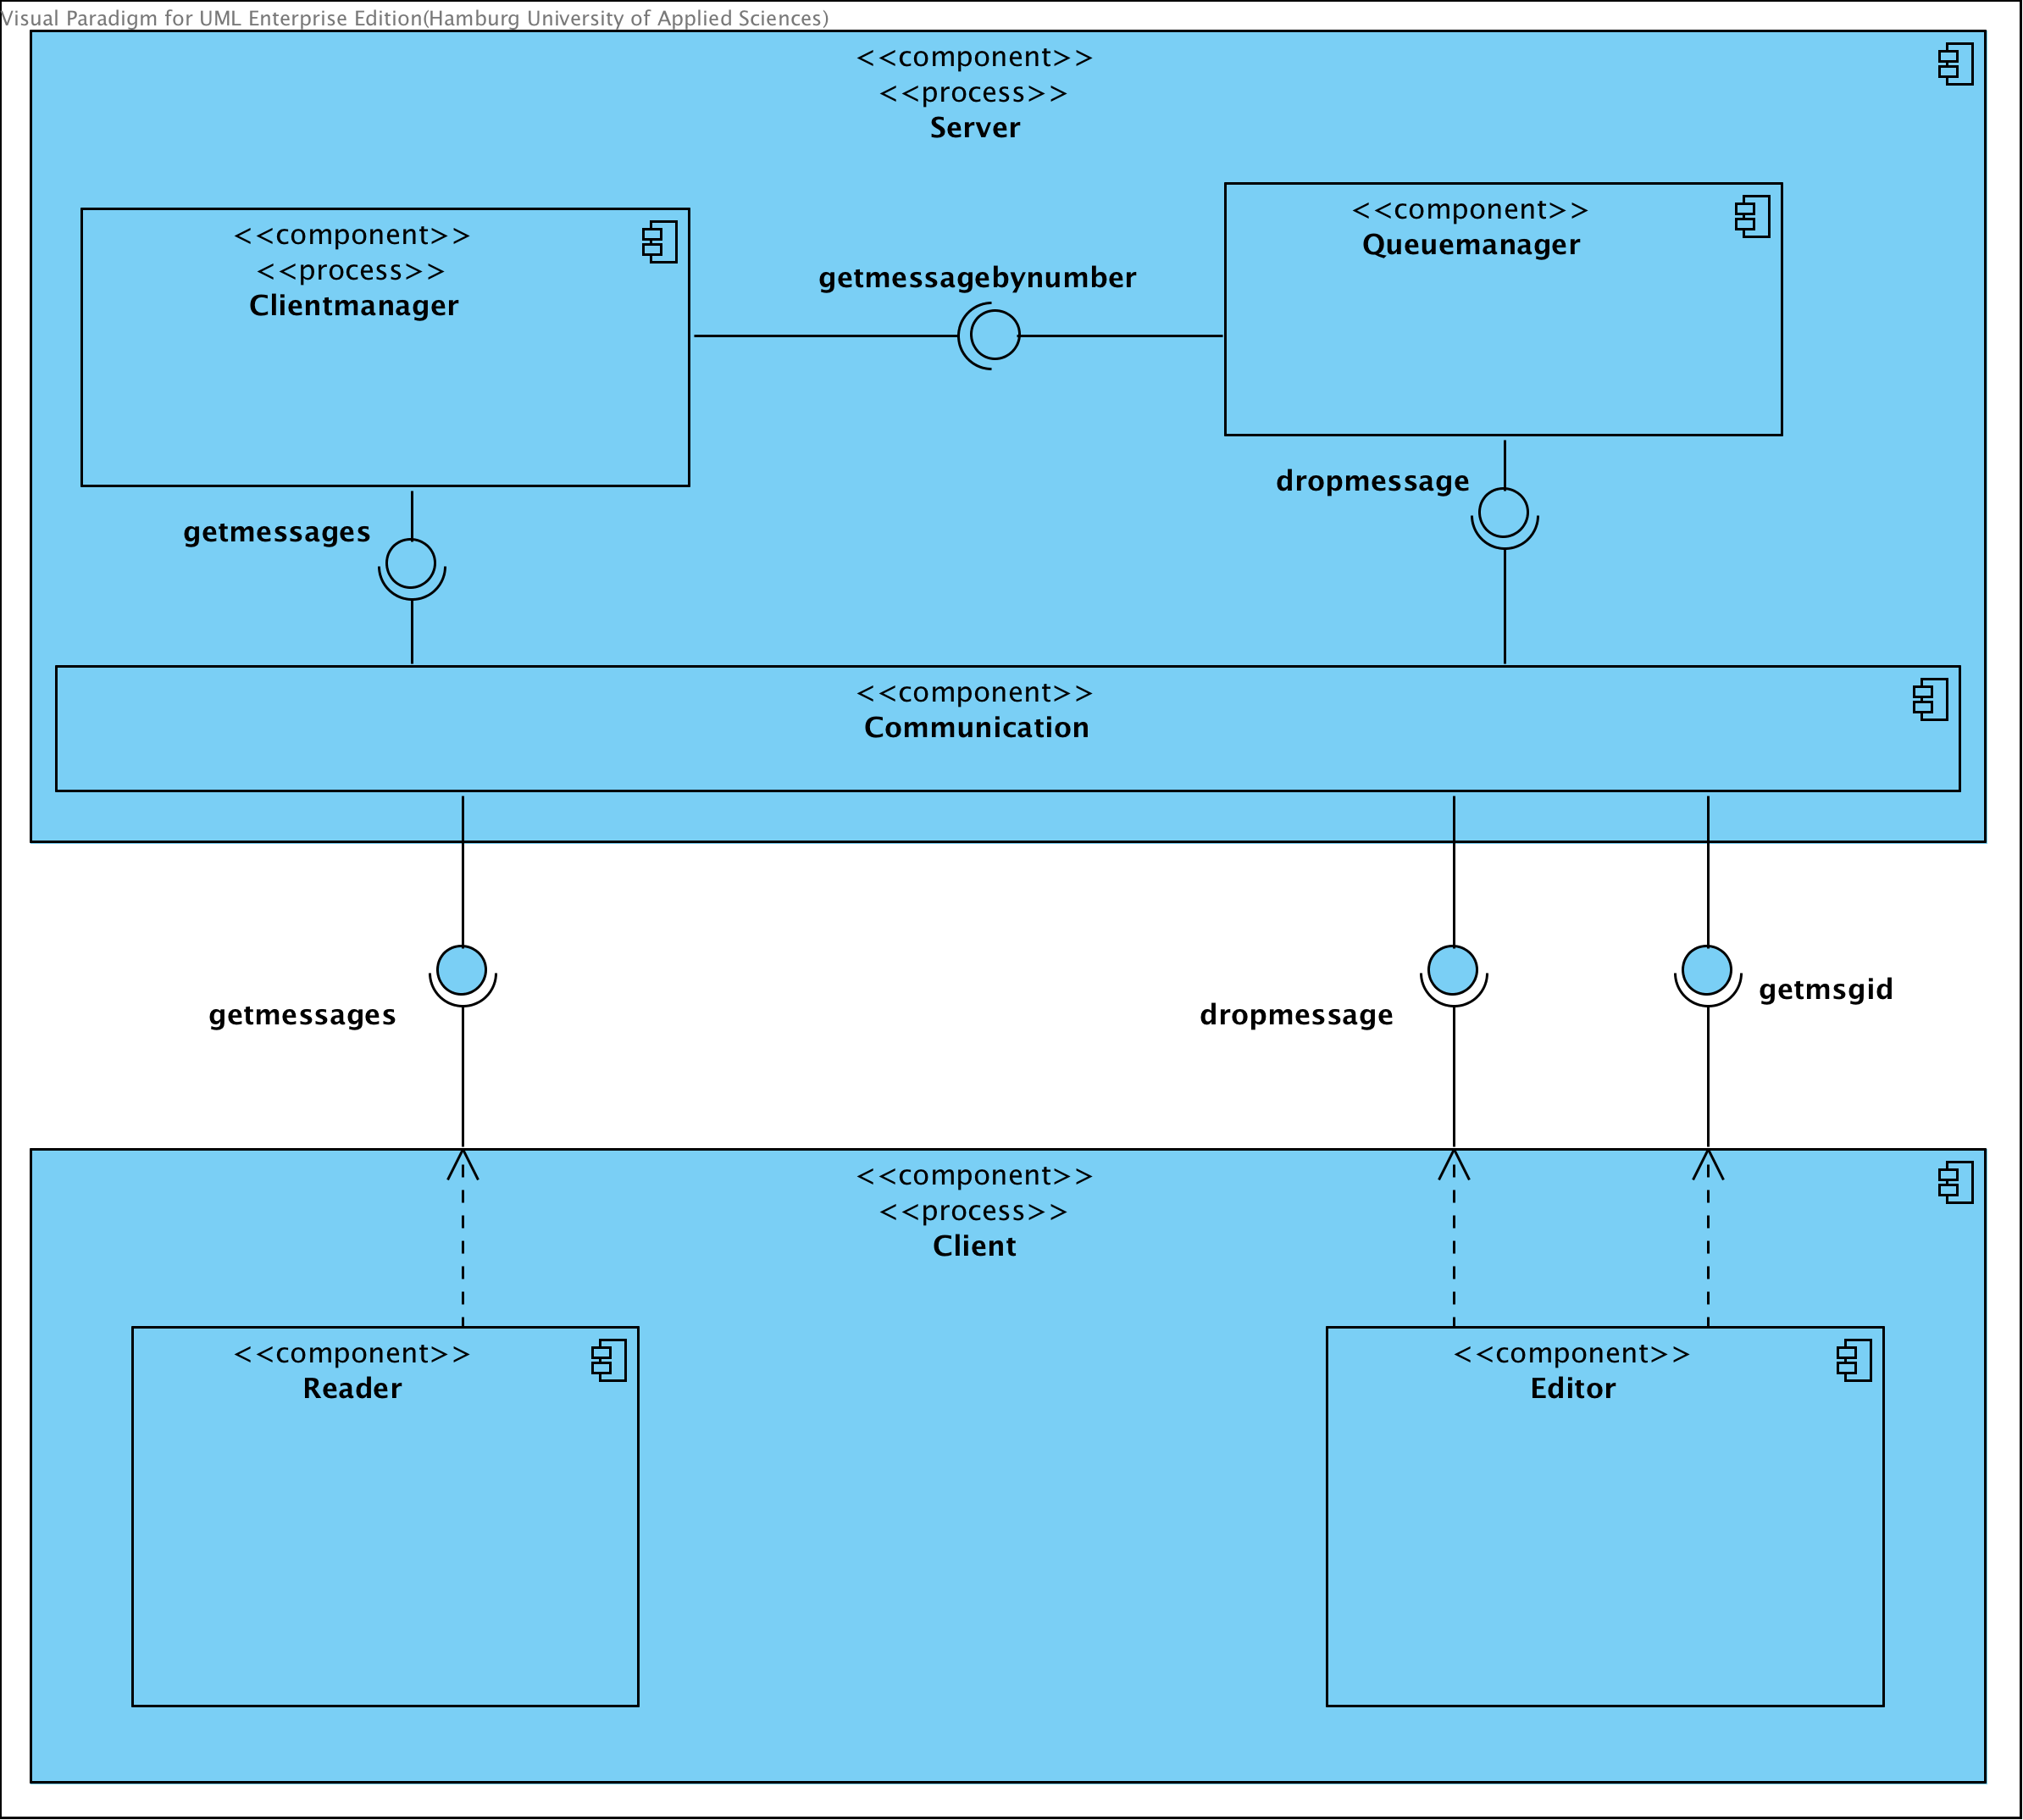 Visual Paradigm for UML Enterprise Edition(Hamburg University of Applied Sciences)
<<component>>
<<process>>
Server
<<component>>
<<process>>
Clientmanager
getmessagebynumber
<<component>>
Queuemanager
getmessages
dropmessage
<<component>>
Communication
getmessages
dropmessage
getmsgid
<<component>>
<<process>>
Client
<<component>>
Reader
<<component>>
Editor